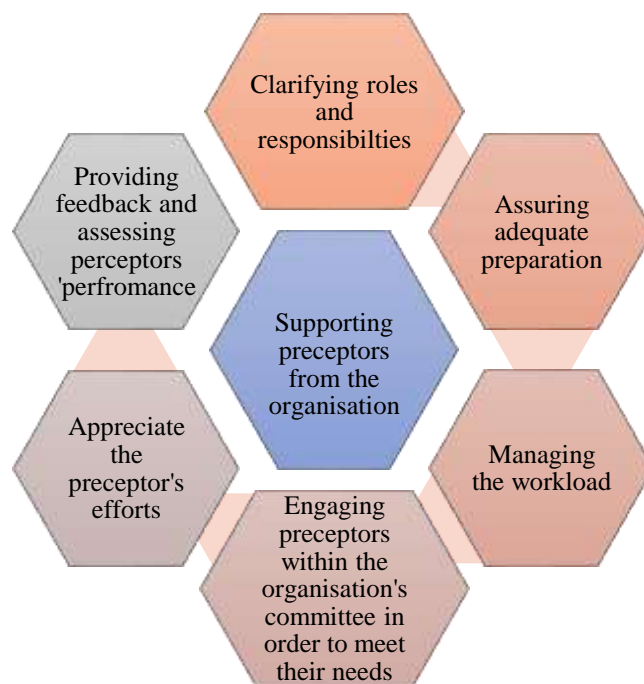 Clarifying roles
and
responsibilties
Assuring
adequate
preparation
Managing
the workload
Engaging
preceptors
within the
organisation's
committee in
order to meet
their needs
Appreciate
the
preceptor's
efforts
Providing
feedback and
assessing
perceptors
'perfromance
Supporting
preceptors
from the
organisation